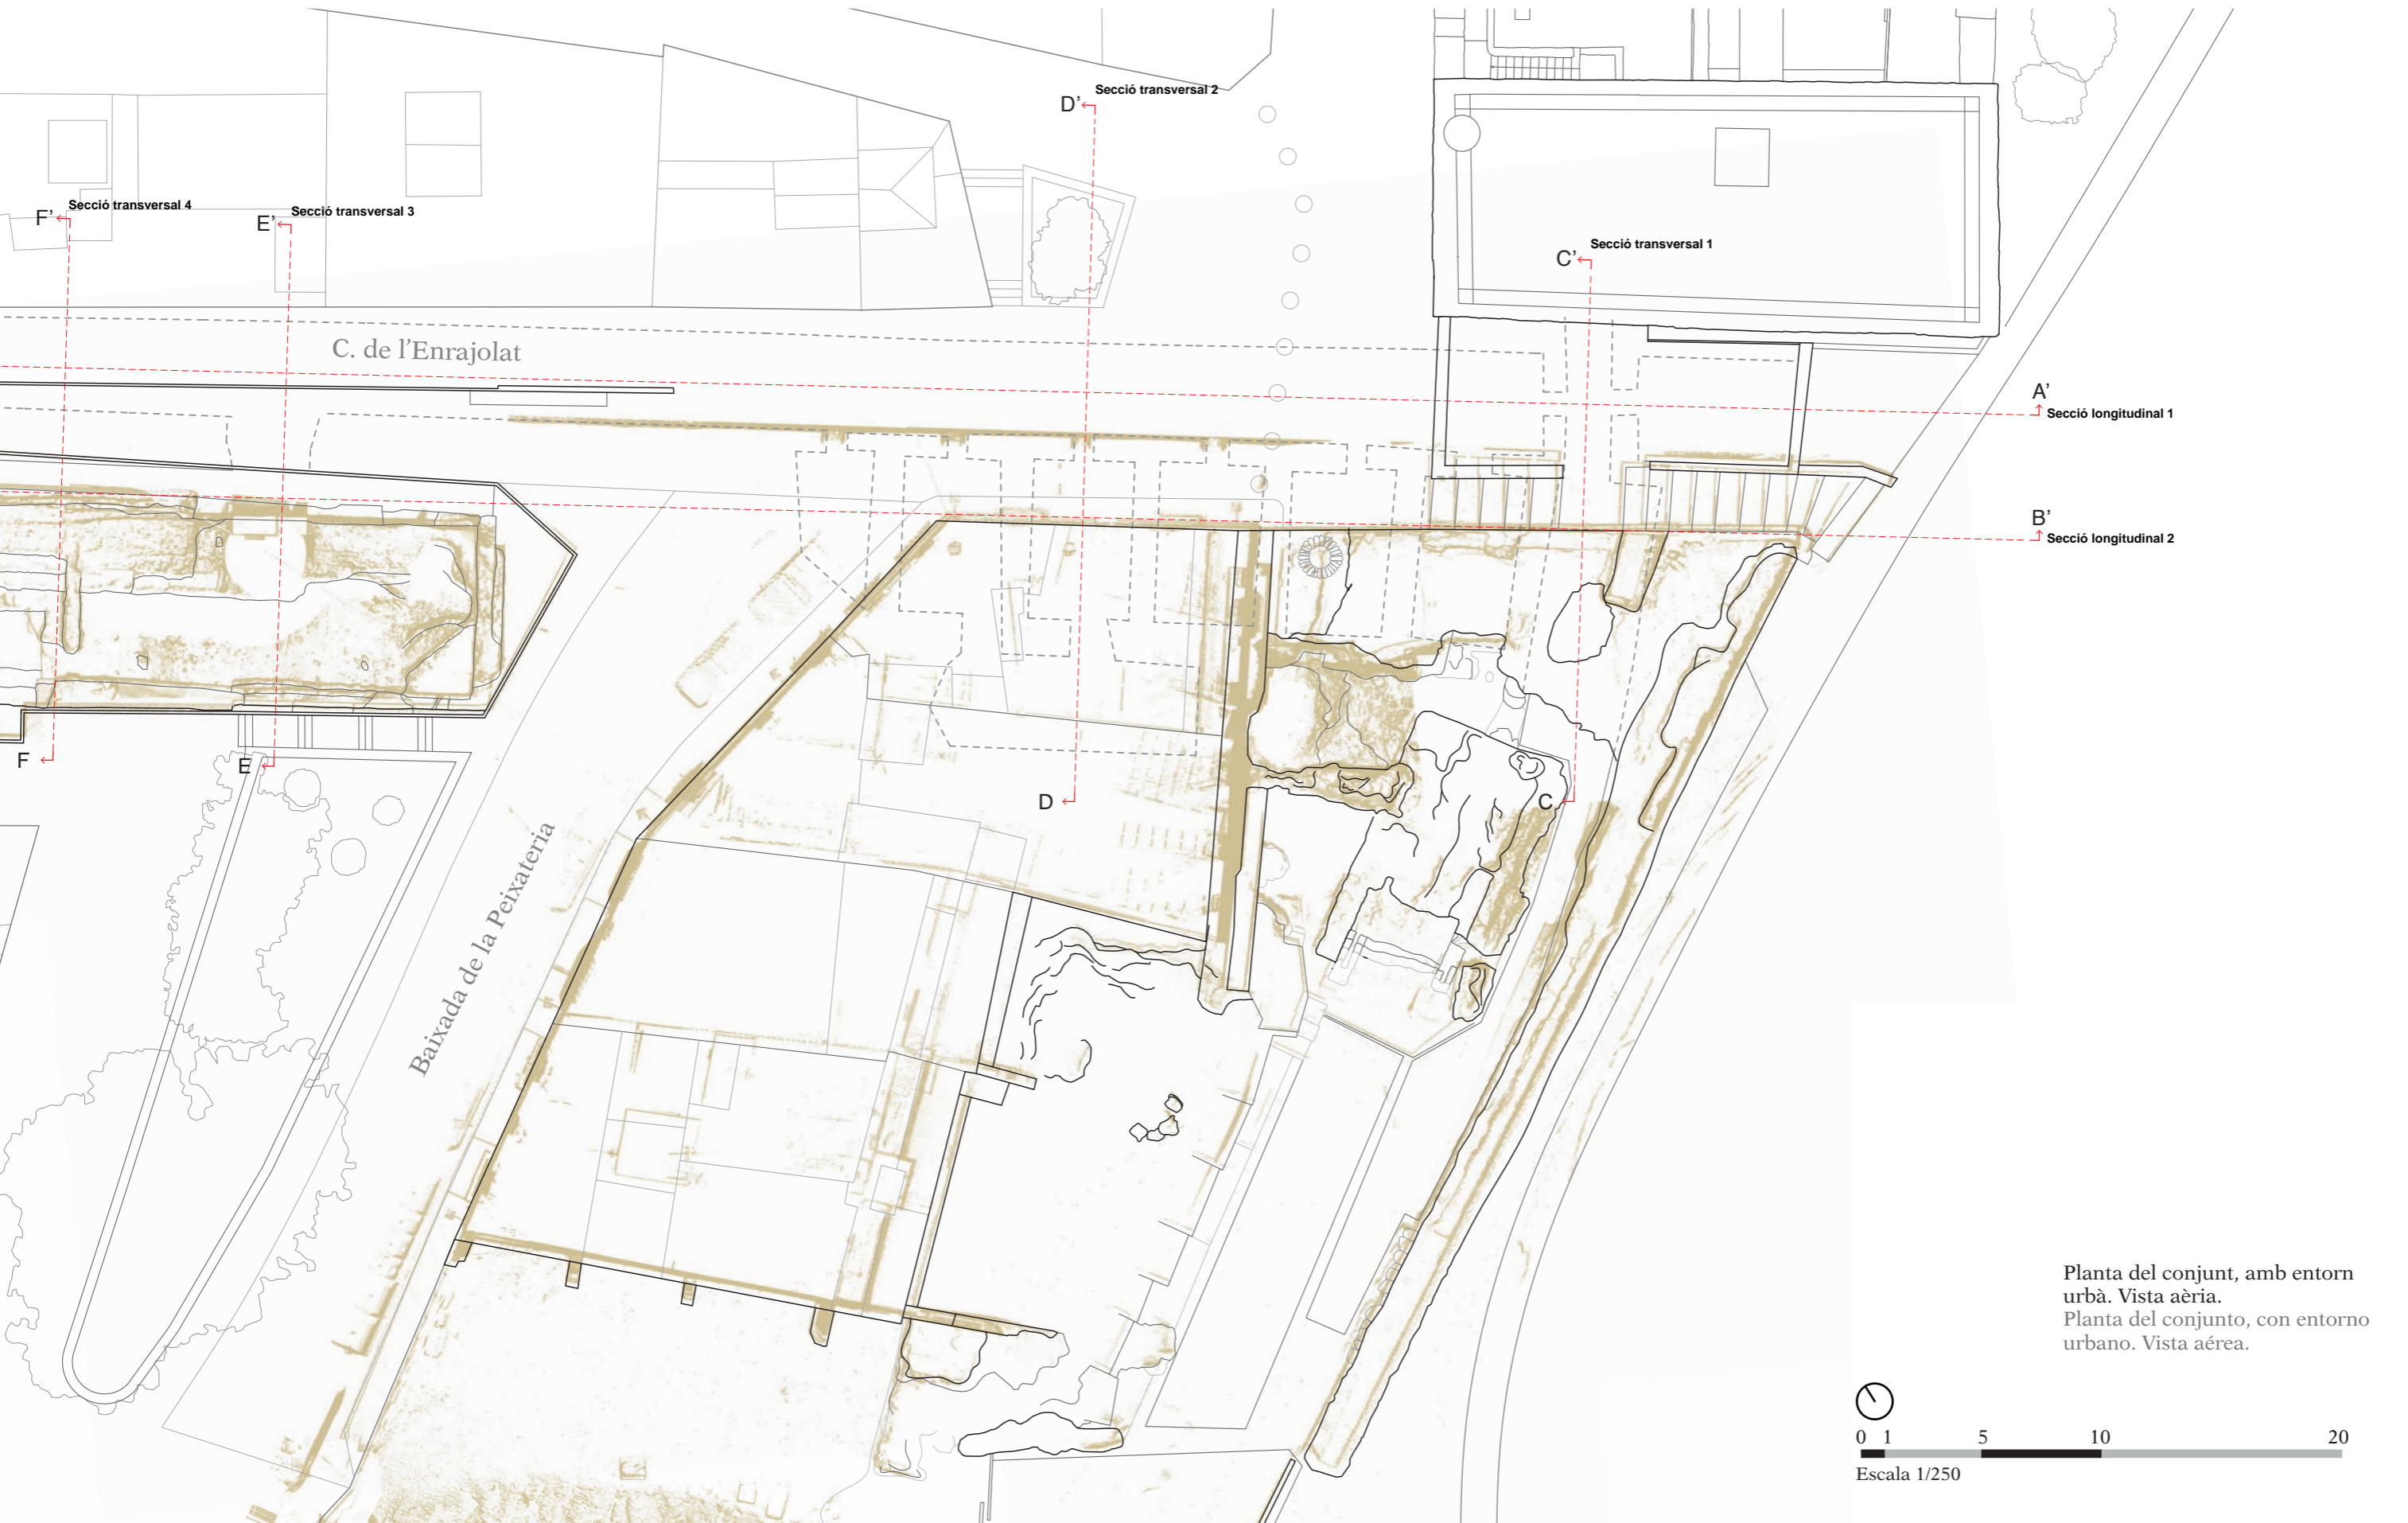 D’
Secció transversal 2
F’
Secció transversal 4
E’
Secció transversal 3
C’
Secció transversal 1
C. de l’Enrajolat
A’
Secció longitudinal 1
B’
Secció longitudinal 2
F
E
D
C
Baixada de la Peixateria
Planta del conjunt, amb entorn
urbà. Vista aèria.
Planta del conjunto, con entorno
urbano. Vista aérea.
0 1 5 10 20
Escala 1/250